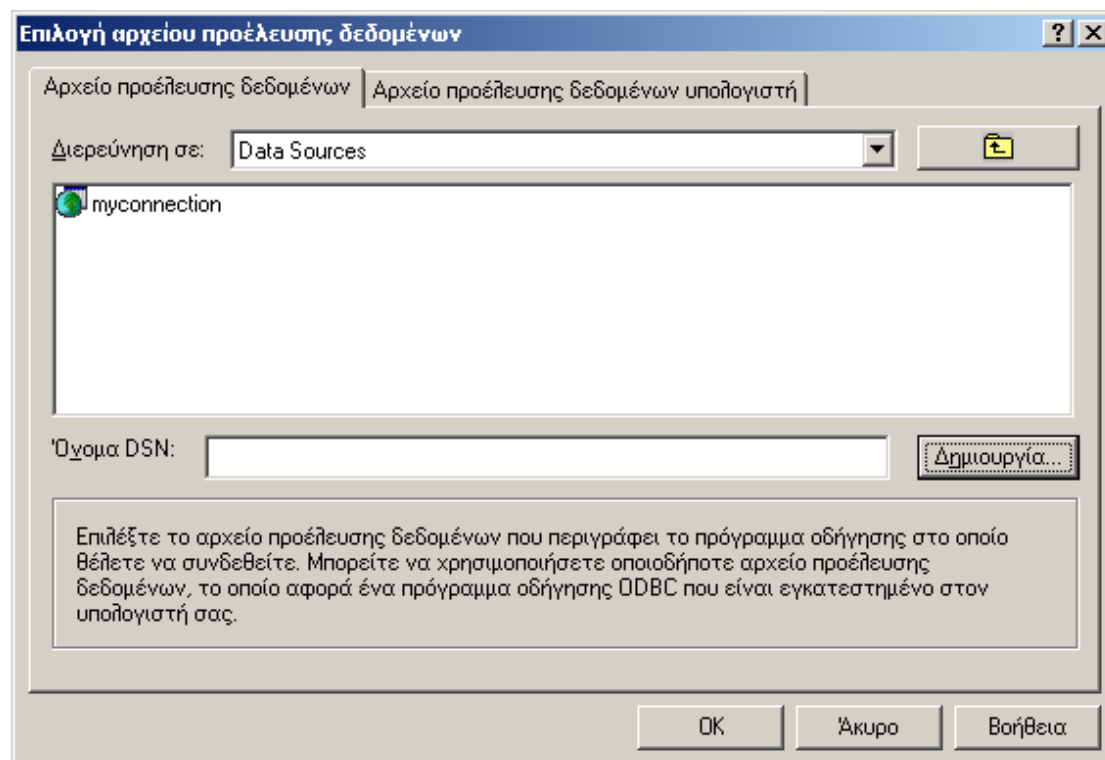 Επιλογή αρχείου προέλευσης δεδομένων
Αρχείο προέλευσης δεδομένων
Αρχείο προέλευσης δεδομένων υπολογιστή
Διερεύνηση σε:
Data Sources
myconnection
Όνομα DSN:
Δημιουργία...
Επιλέξτε το αρχείο προέλευσης δεδομένων που περιγράφει το πρόγραμμα οδήγησης στο οποίο
θέλετε να συνδεθείτε. Μπορείτε να χρησιμοποιήσετε οποιοδήποτε αρχείο προέλευσης
δεδομένων, το οποίο αφορά ένα πρόγραμμα οδήγησης ODBC που είναι εγκατεστημένο στον
υπολογιστή σας.
OK
Άκυρο
Βοήθεια